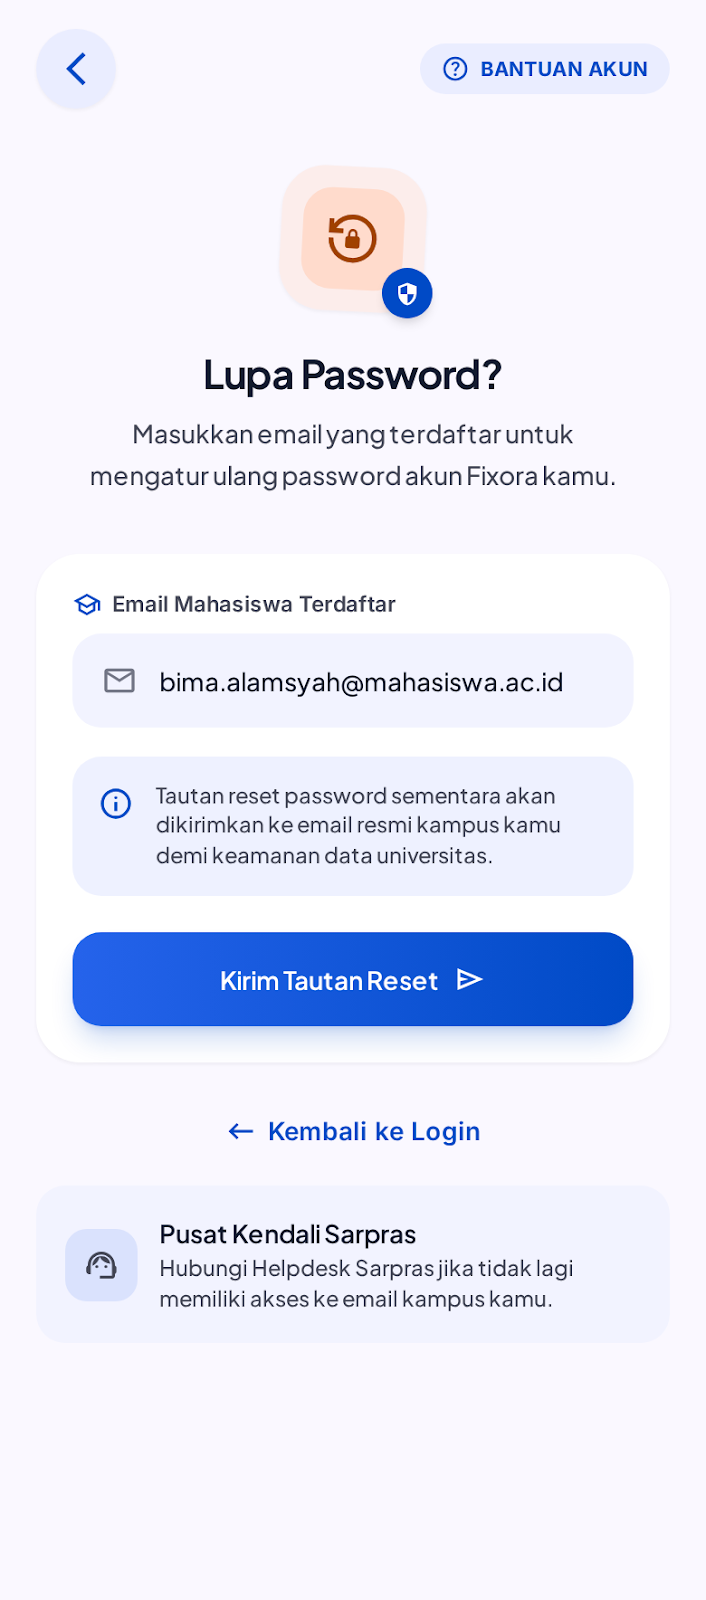 BANTUAN AKUN
Lupa Password?
Masukkan email yang terdaftar untuk
mengatur ulang password akun Fixora kamu.
Email Mahasiswa Terdaftar
bima.alamsyah@mahasiswa.ac.id
Tautan reset password sementara akan
dikirimkan ke email resmi kampus kamu
demi keamanan data universitas.
Kirim Tautan Reset
Kembali ke Login
Pusat Kendali Sarpras
Hubungi Helpdesk Sarpras jika tidak lagi
memiliki akses ke email kampus kamu.